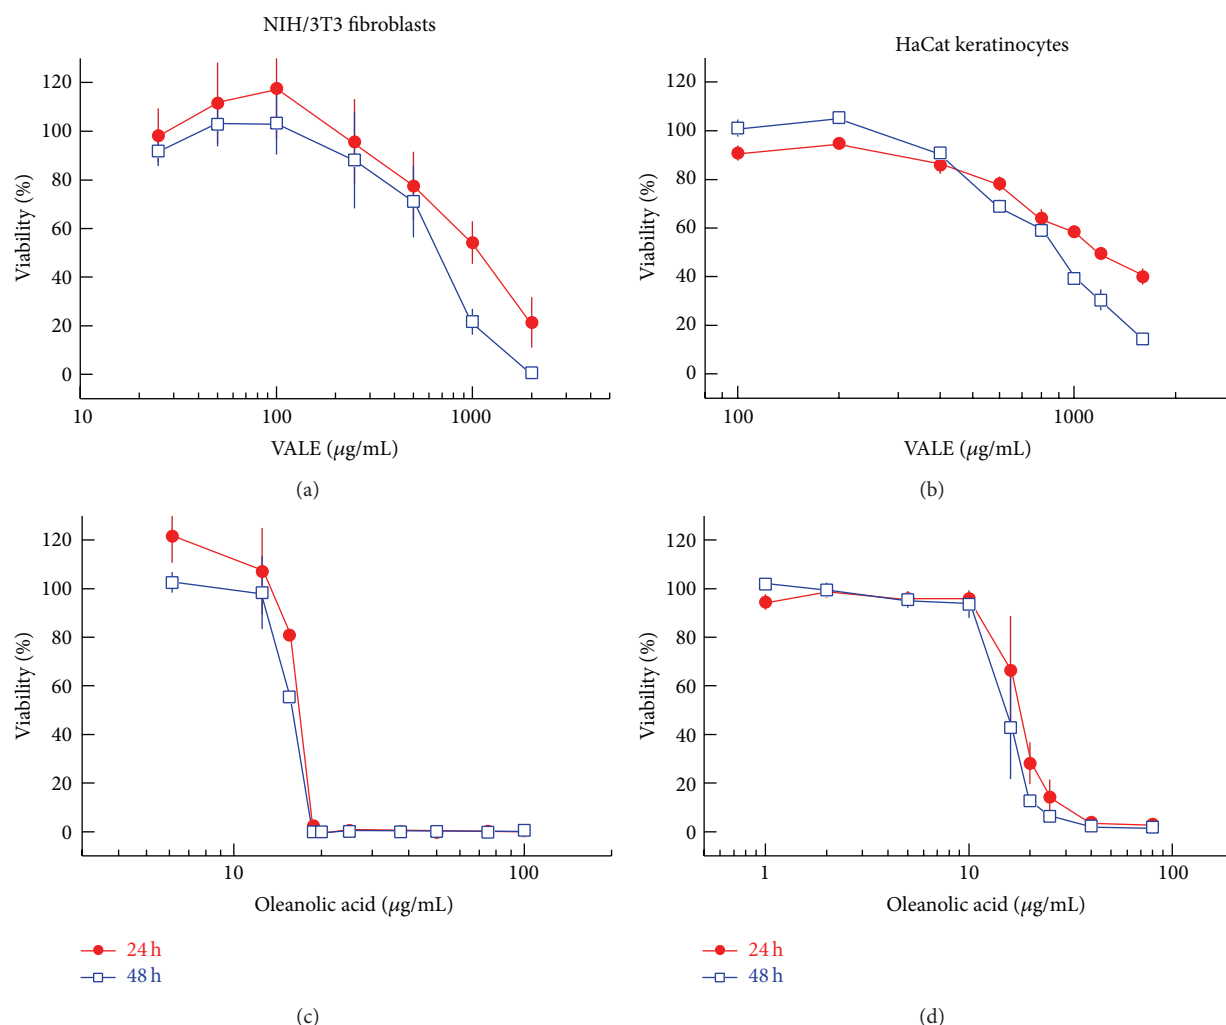 NIH/3T3 fibroblasts
120
100
80
60
40
20
0
Viability (%)
10 100 1000
VALE (μg/mL)
(a)
HaCat keratinocytes
120
100
80
60
40
20
0
Viability (%)
100 1000
VALE (μg/mL)
(b)
120
100
80
60
40
20
0
Viability (%)
10 100
Oleanolic acid (μg/mL)
24 h
48 h
(c)
120
100
80
60
40
20
0
Viability (%)
1 10 100
Oleanolic acid (μg/mL)
24 h
48 h
(d)